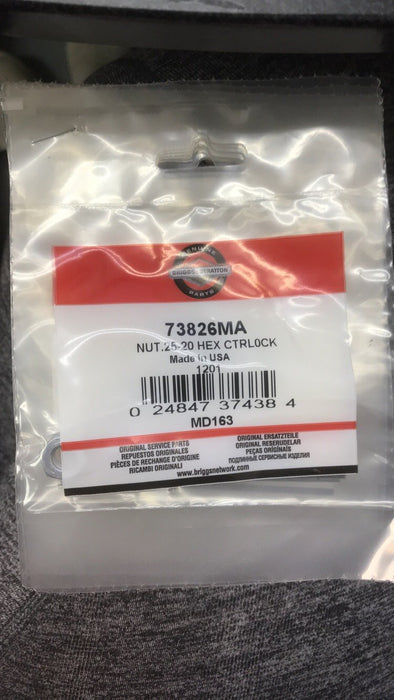 GENUINE
BRIGGS & STRATTON
PARTS
73826MA
NUT.25-20 HEX CTRLOCK
Made in USA
1201
0 24847 37438 4
MD163
ORIGINAL SERVICE PARTS
REPUESTOS ORIGINALES
PIÈCES DE RECHANGE D'ORIGINE
RICAMBI ORIGINALI
ORIGINAL ERSATZTEILE
ORIGINAL RESERUDELAR
PEÇAS ORIGINAIS
ПОДЛИННЫЕ СЕРВИСНЫЕ ИЗДЕЛИЯ
www.briggsnetwork.com